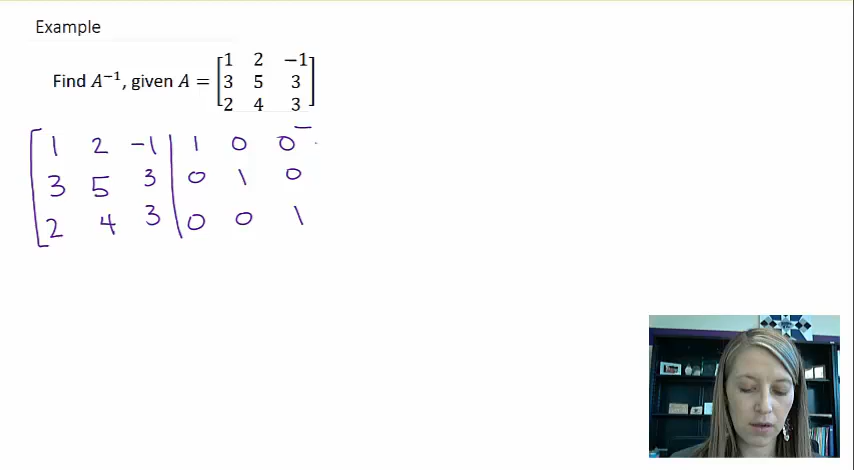 Example
Find A⁻¹, given A = [1 2 −1
3 5 3
2 4 3]
[1 2 -1 | 1 0 0
3 5 3 | 0 1 0
2 4 3 | 0 0 1